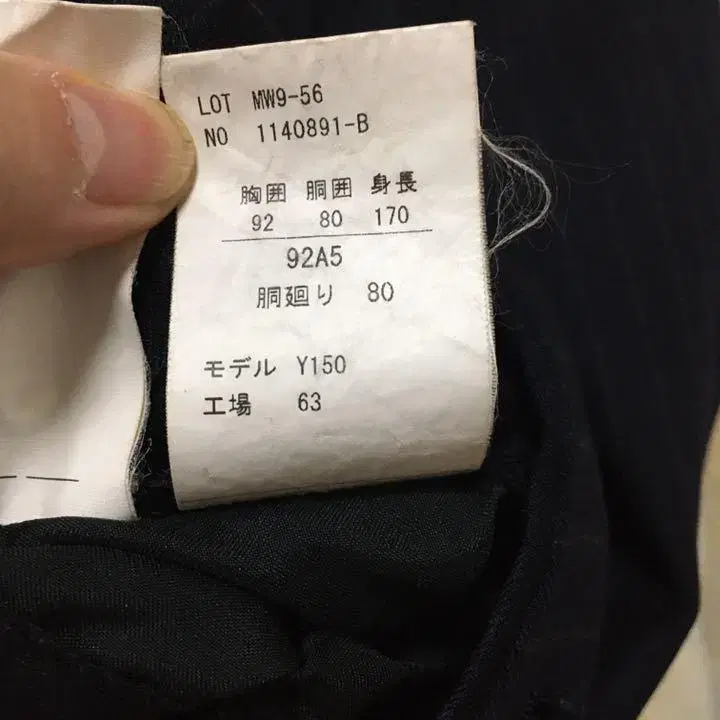 LOT MW9-56
NO 1140891-B
胸囲 胴囲 身長
92 80 170
92A5
胴廻り 80
モデル Y150
工場 63